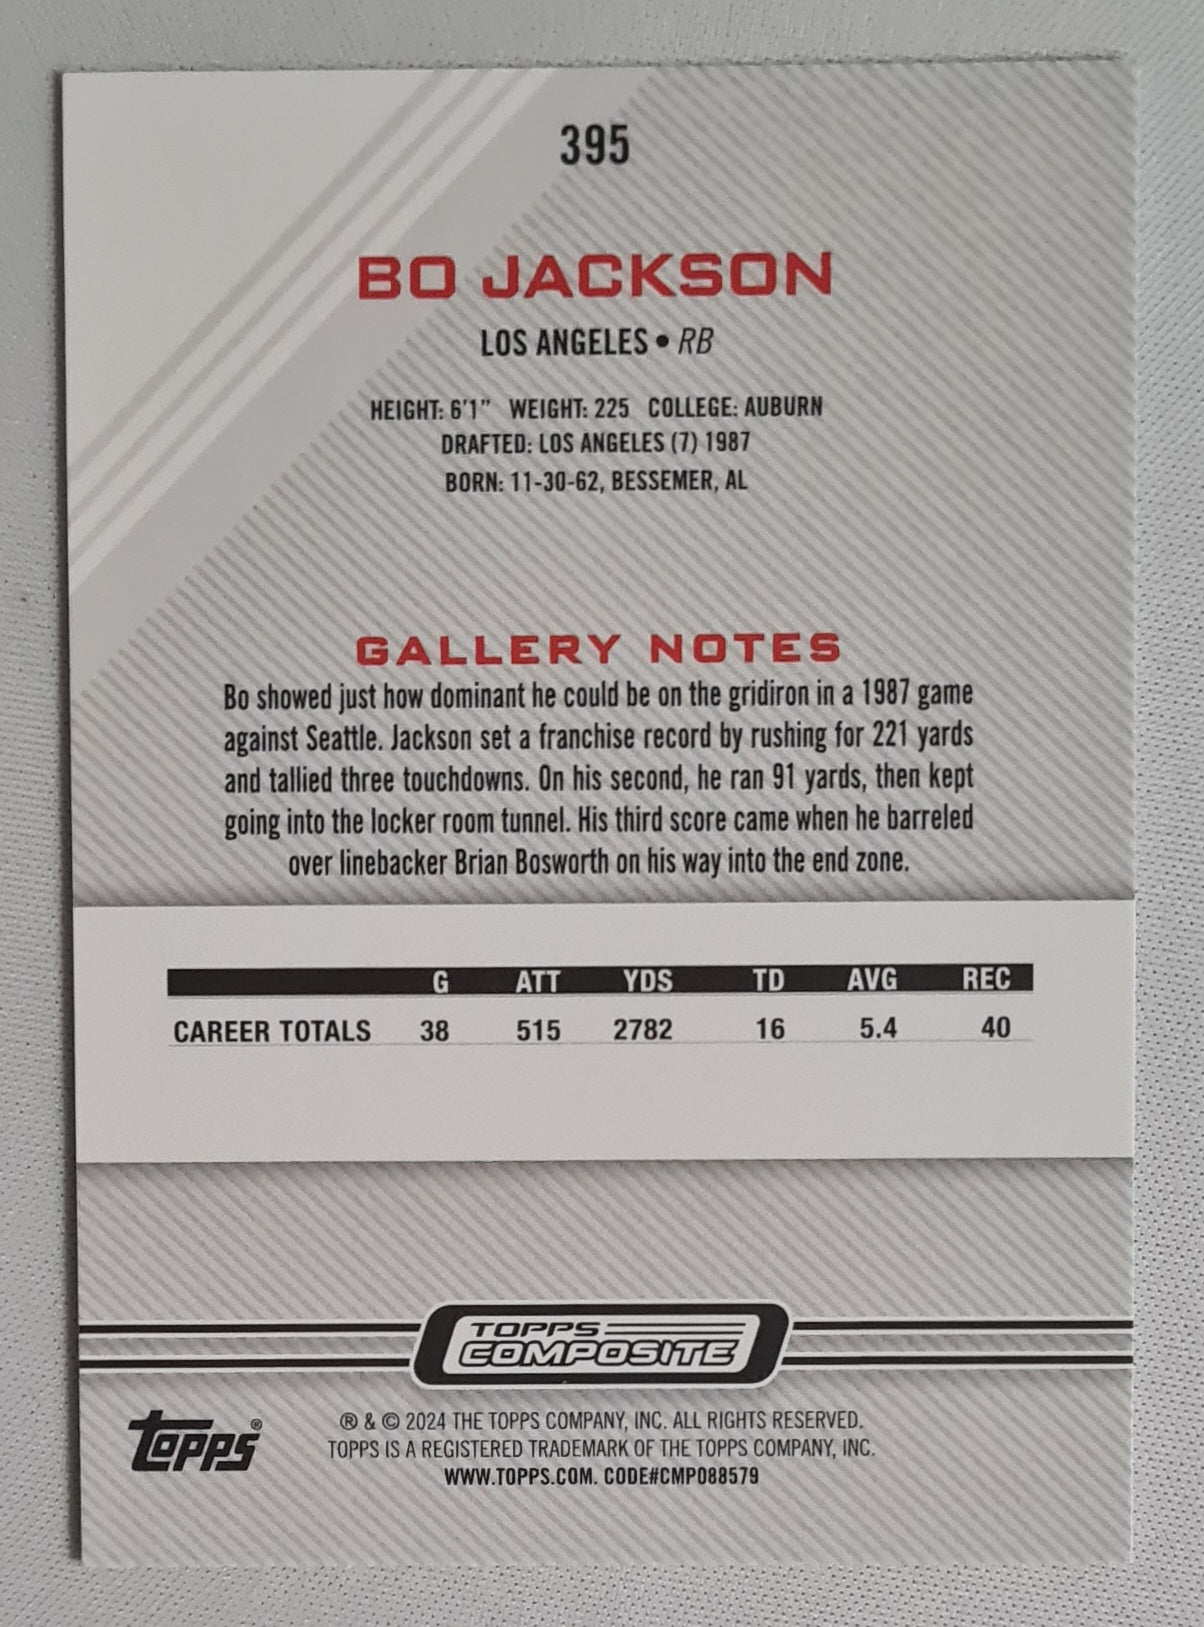 395
BO JACKSON
LOS ANGELES • RB
HEIGHT: 6'1" WEIGHT: 225 COLLEGE: AUBURN
DRAFTED: LOS ANGELES (7) 1987
BORN: 11-30-62, BESSEMER, AL
GALLERY NOTES
Bo showed just how dominant he could be on the gridiron in a 1987 game
against Seattle. Jackson set a franchise record by rushing for 221 yards
and tallied three touchdowns. On his second, he ran 91 yards, then kept
going into the locker room tunnel. His third score came when he barreled
over linebacker Brian Bosworth on his way into the end zone.
G ATT YDS TD AVG REC
CAREER TOTALS 38 515 2782 16 5.4 40
TOPPS
COMPOSITE
Topps®
® & © 2024 THE TOPPS COMPANY, INC. ALL RIGHTS RESERVED.
TOPPS IS A REGISTERED TRADEMARK OF THE TOPPS COMPANY, INC.
WWW.TOPPS.COM. CODE#CMP088579